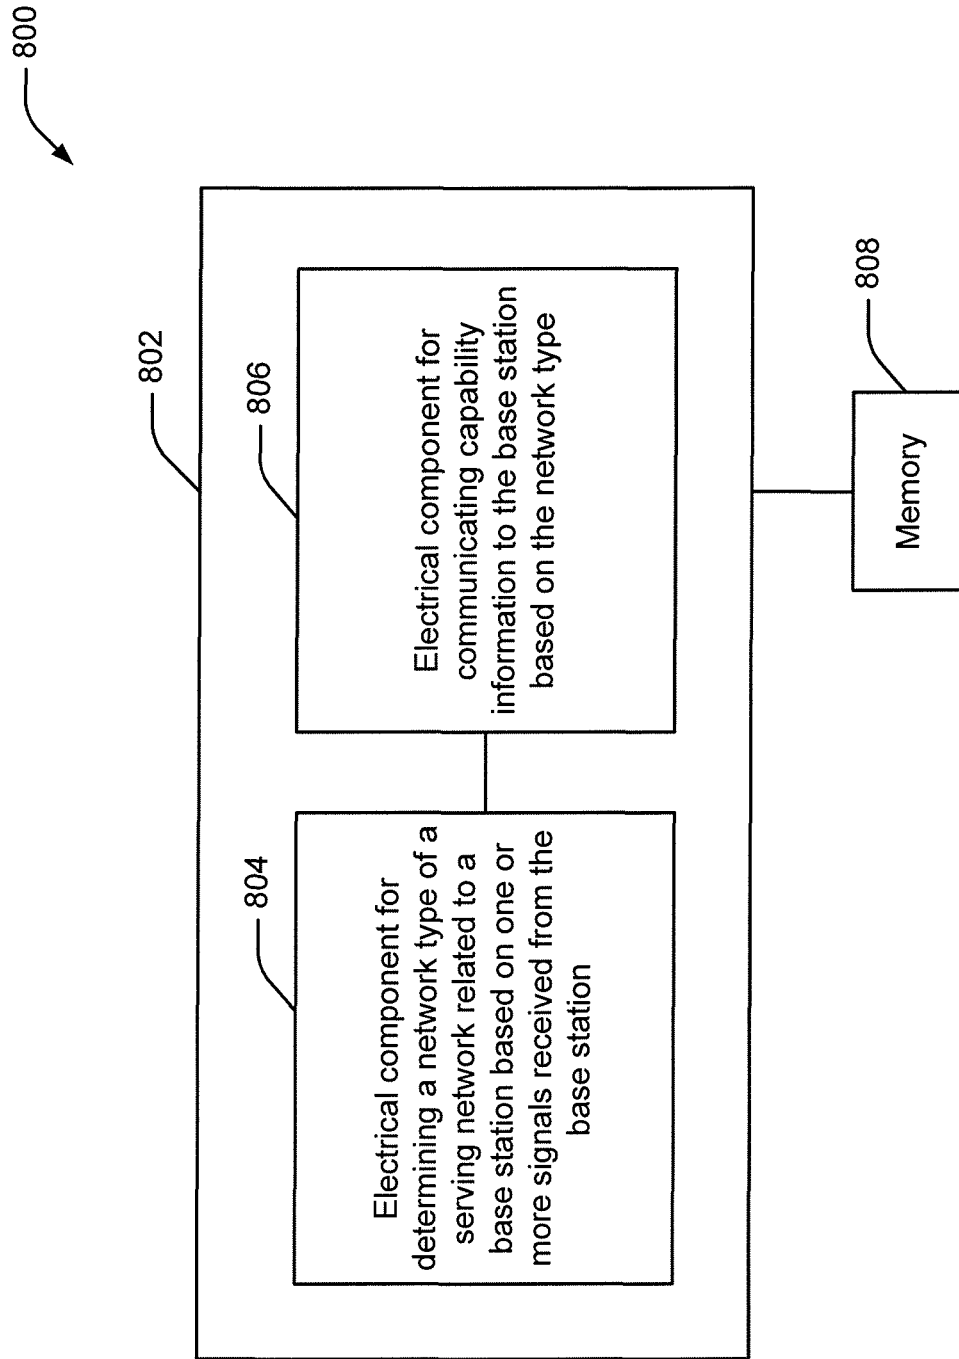 800
802
804
Electrical component for
determining a network type of a
serving network related to a
base station based on one or
more signals received from the
base station
806
Electrical component for
communicating capability
information to the base station
based on the network type
808
Memory